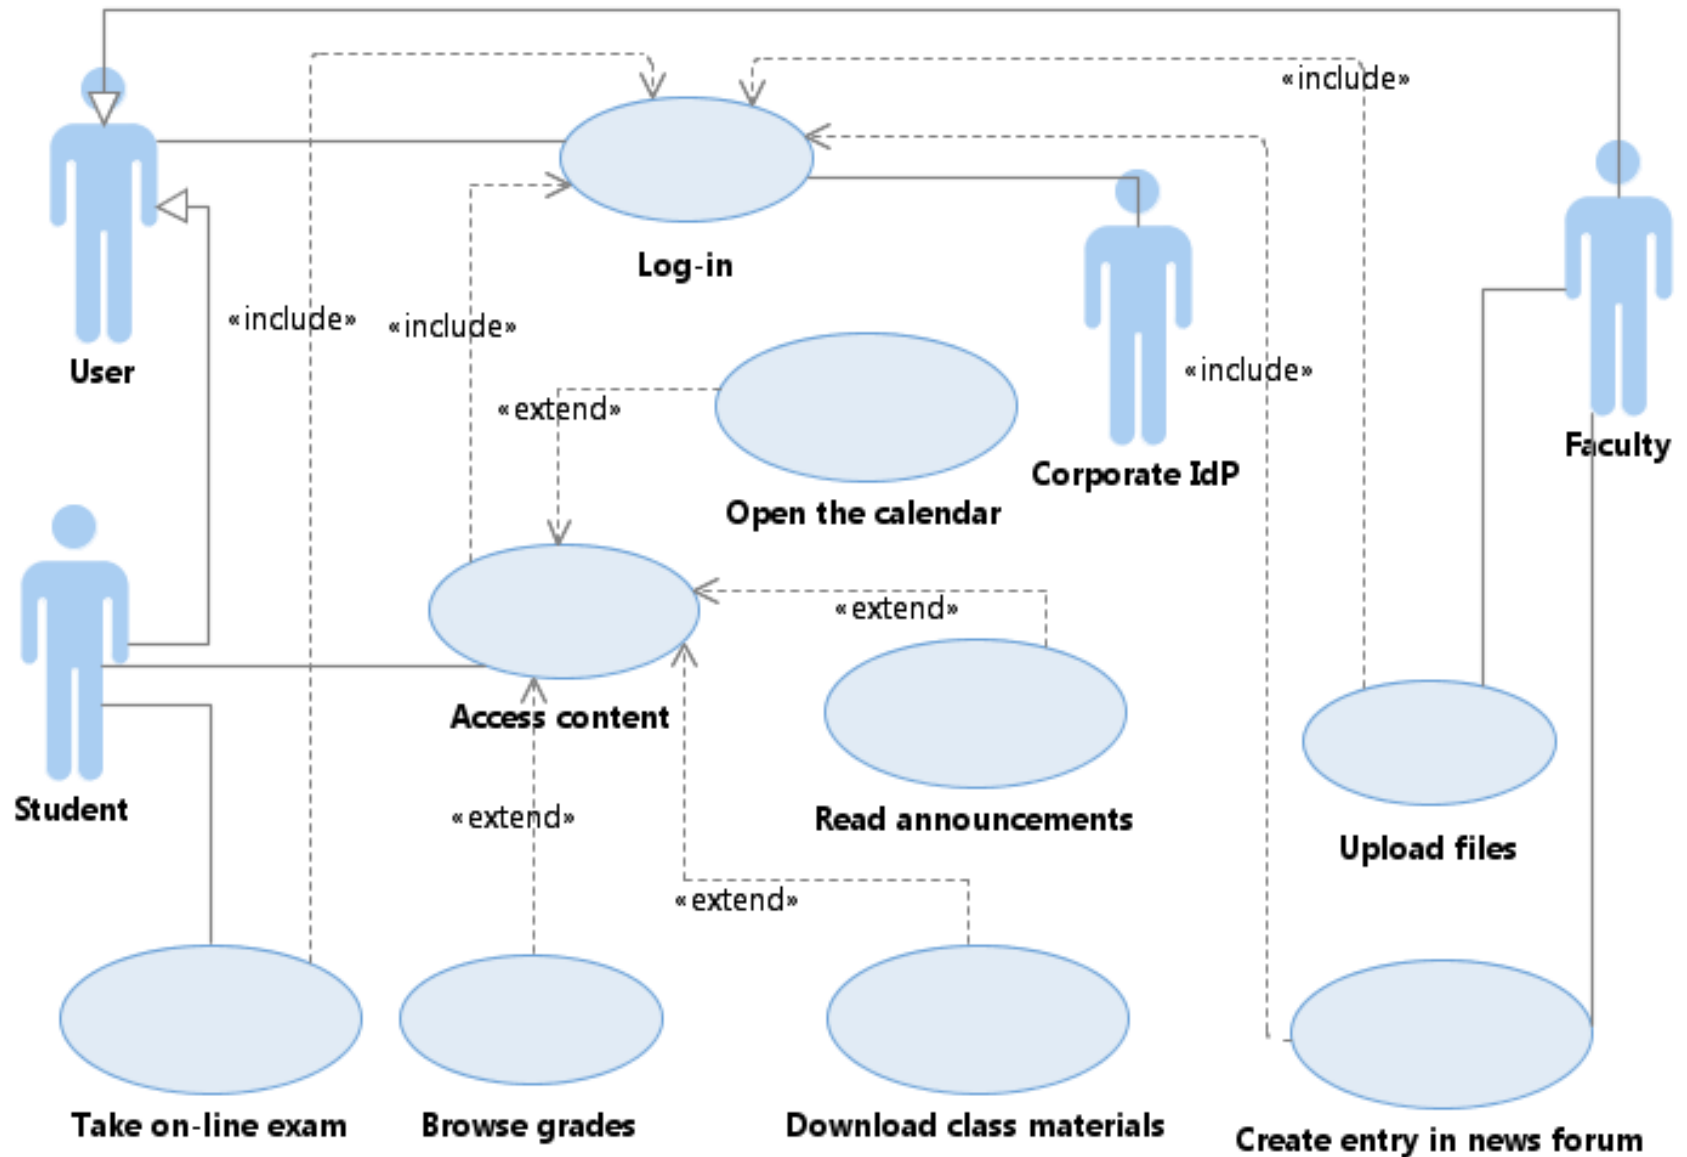 «include»
Log-in
«include»
«include»
User
«include»
«extend»
Faculty
Corporate IdP
Open the calendar
«extend»
Access content
Student
«extend»
Read announcements
Upload files
«extend»
Take on-line exam
Browse grades
Download class materials
Create entry in news forum